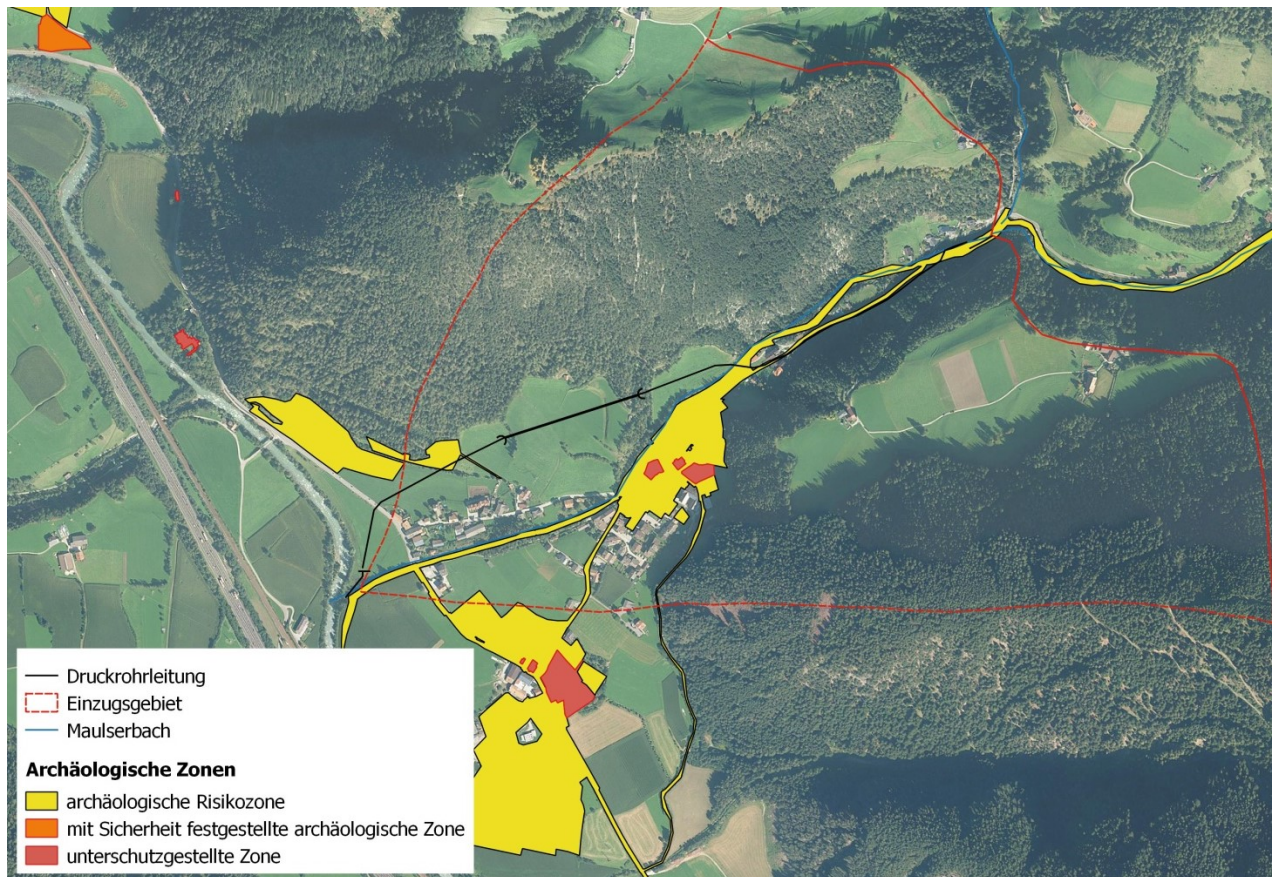 Druckrohrleitung
Einzugsgebiet
Maulserbach
Archäologische Zonen
archäologische Risikozone
mit Sicherheit festgestellte archäologische Zone
unterschutzgestellte Zone